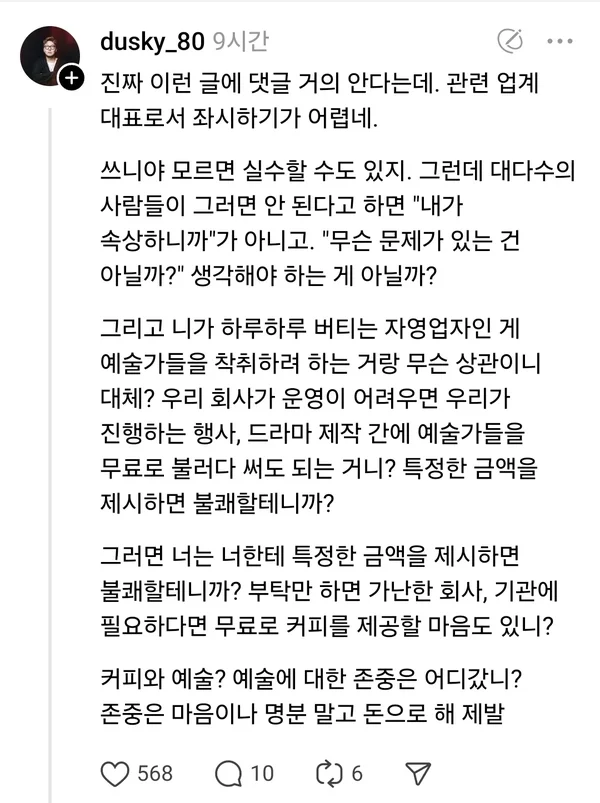 dusky_80 9시간
진짜 이런 글에 댓글 거의 안다는데. 관련 업계
대표로서 좌시하기가 어렵네.
쓰니야 모르면 실수할 수도 있지. 그런데 대다수의
사람들이 그러면 안 된다고 하면 "내가
속상하니까"가 아니고. "무슨 문제가 있는 건
아닐까?" 생각해야 하는 게 아닐까?
그리고 니가 하루하루 버티는 자영업자인 게
예술가들을 착취하려 하는 거랑 무슨 상관이니
대체? 우리 회사가 운영이 어려우면 우리가
진행하는 행사, 드라마 제작 간에 예술가들을
무료로 불러다 써도 되는 거니? 특정한 금액을
제시하면 불쾌할테니까?
그러면 너는 너한테 특정한 금액을 제시하면
불쾌할테니까? 부탁만 하면 가난한 회사, 기관에
필요하다면 무료로 커피를 제공할 마음도 있니?
커피와 예술? 예술에 대한 존중은 어디갔니?
존중은 마음이나 명분 말고 돈으로 해 제발
568 10 6